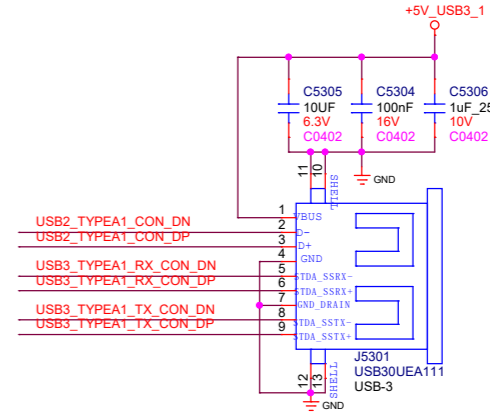 +5V_USB3_1
C5305
10UF
6.3V
C0402
C5304
100nF
16V
C0402
C5306
1uF_25
10V
C0402
11
10
SHELL
GND
1
VBUS
USB2_TYPEA1_CON_DN
2
D-
USB2_TYPEA1_CON_DP
3
D+
4
GND
USB3_TYPEA1_RX_CON_DN
5
STDA_SSRX-
USB3_TYPEA1_RX_CON_DP
6
STDA_SSRX+
7
GND_DRAIN
USB3_TYPEA1_TX_CON_DN
8
STDA_SSTX-
USB3_TYPEA1_TX_CON_DP
9
STDA_SSTX+
12
13
SHELL
GND
J5301
USB30UEA111
USB-3